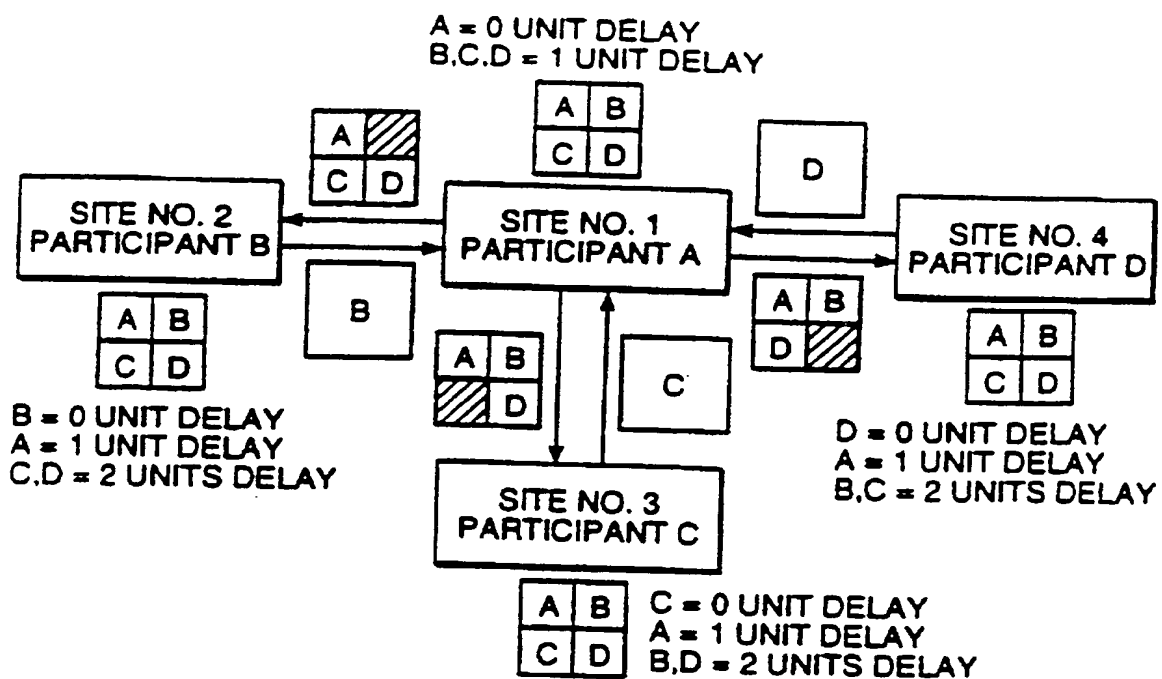 A = 0 UNIT DELAY
B,C,D = 1 UNIT DELAY
A B
C D
A
C D
D
SITE NO. 2
PARTICIPANT B
SITE NO. 1
PARTICIPANT A
SITE NO. 4
PARTICIPANT D
B
A B
D
A B
C D
A B
D
C
A B
C D
B = 0 UNIT DELAY
A = 1 UNIT DELAY
C,D = 2 UNITS DELAY
D = 0 UNIT DELAY
A = 1 UNIT DELAY
B,C = 2 UNITS DELAY
SITE NO. 3
PARTICIPANT C
A B
C D
C = 0 UNIT DELAY
A = 1 UNIT DELAY
B,D = 2 UNITS DELAY